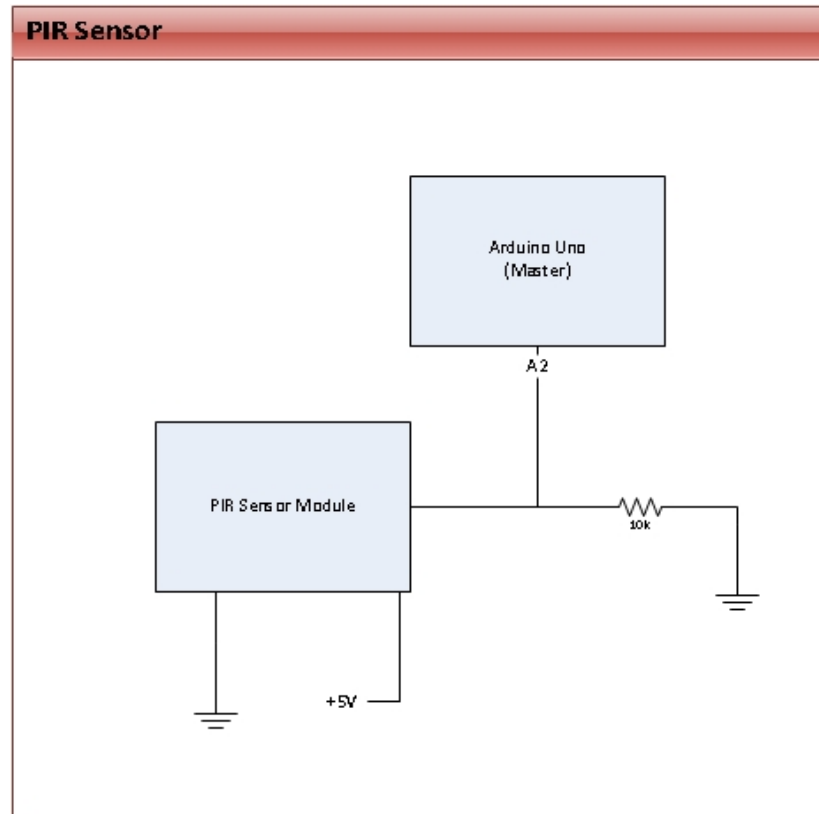 PIR Sensor
Arduino Uno
(Master)
A2
PIR Sensor Module
10k
+5V